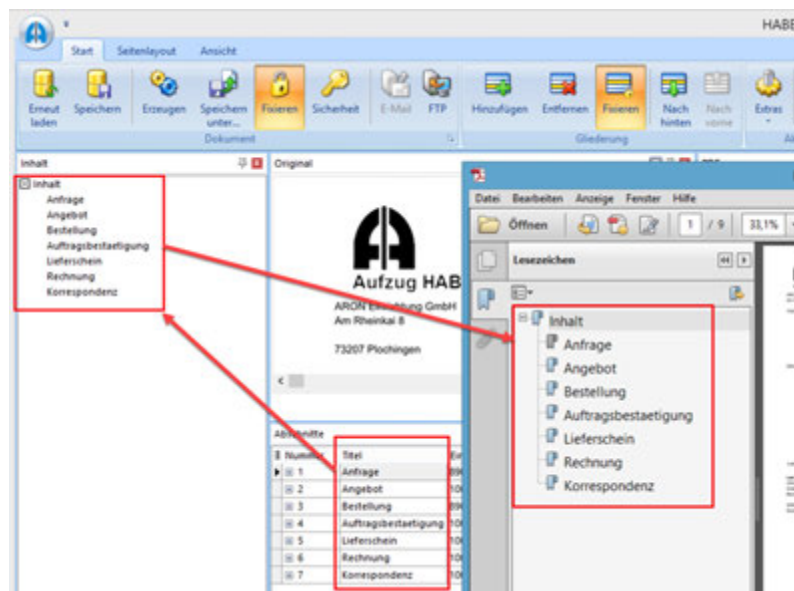 HABE
Start Seitenlayout Ansicht
Erneut laden Speichern Erzeugen Speichern unter... Fixieren Sicherheit E-Mail FTP Hinzufügen Entfernen Fixieren Nach hinten Nach vorne Extras
Dokument Gliederung
Inhalt
Inhalt
Anfrage
Angebot
Bestellung
Auftragsbestaetigung
Lieferschein
Rechnung
Korrespondenz
Original
Aufzug HAB
GmbH
Am Rheinkai 8
73207 Plochingen
Abschnitte
Nummer Titel
1 Anfrage
2 Angebot
3 Bestellung
4 Auftragsbestaetigung
5 Lieferschein
6 Rechnung
7 Korrespondenz
Datei Bearbeiten Anzeige Fenster Hilfe
Öffnen 1 / 9 33,1%
Lesezeichen
Inhalt
Anfrage
Angebot
Bestellung
Auftragsbestaetigung
Lieferschein
Rechnung
Korrespondenz